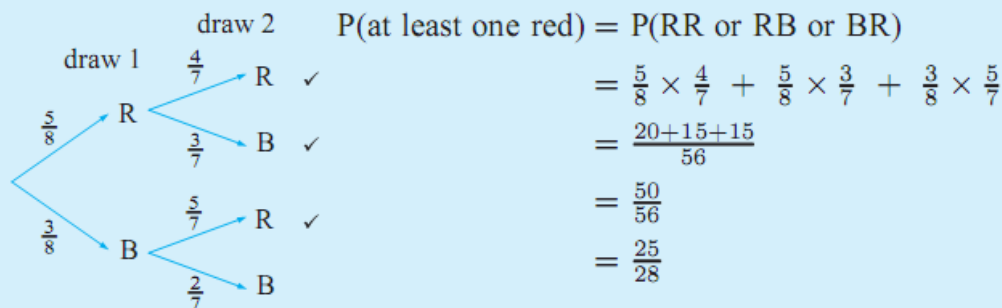 draw 2
draw 1
5/8
R
4/7
R ✓
3/7
B ✓
3/8
B
5/7
R ✓
2/7
B
P(at least one red) = P(RR or RB or BR)
= 5/8 × 4/7 + 5/8 × 3/7 + 3/8 × 5/7
= 20+15+15/56
= 50/56
= 25/28